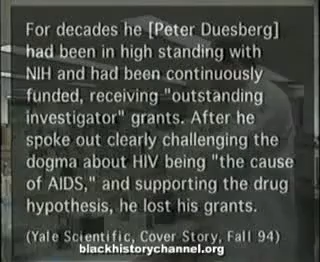 For decades he [Peter Duesberg]
had been in high standing with
NIH and had been continuously
funded, receiving "outstanding
investigator" grants. After he
spoke out clearly challenging the
dogma about HIV being "the cause
of AIDS," and supporting the drug
hypothesis, he lost his grants.
(Yale Scientific, Cover Story, Fall 94)
blackhistorychannel.org